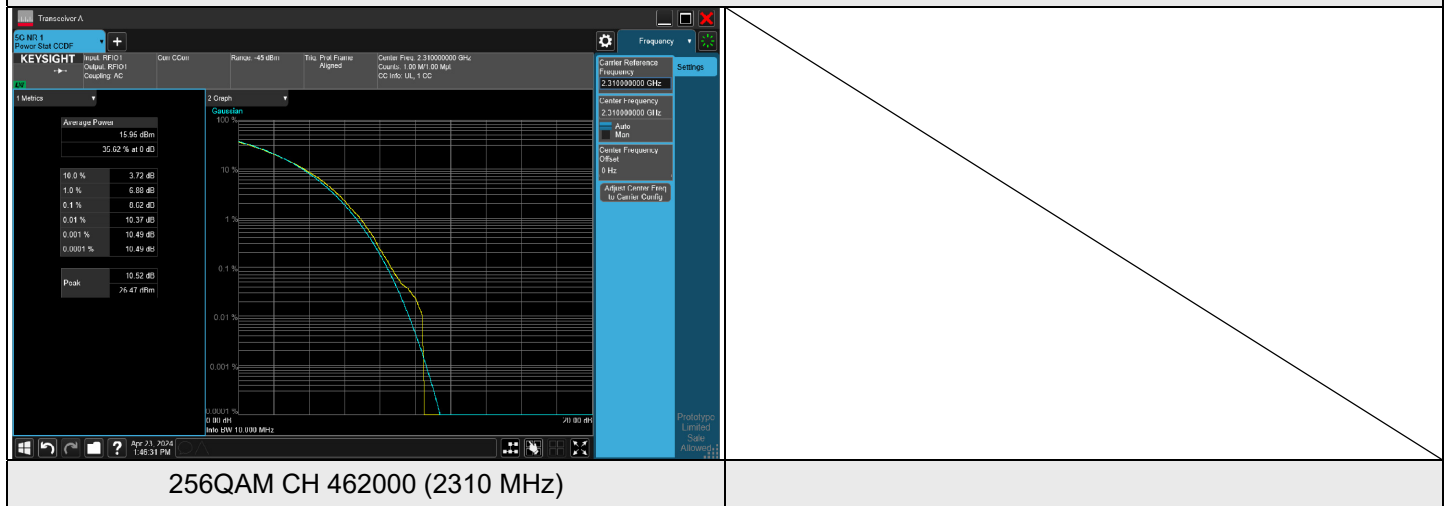 Transceiver A
5G NR 1
Power Stat CCDF
+
Frequency
KEYSIGHT
Input: RFIO1
Output: RFIO1
Coupling: AC
Corr CCorr
Range: -45 dBm
Trig: Prot Frame
Aligned
Center Freq: 2.310000000 GHz
Counts: 1.00 M/1.00 Mpt
CC Info: UL, 1 CC
1 Metrics
Average Power
15.95 dBm
35.62 % at 0 dB
10.0 % 3.72 dB
1.0 % 6.88 dB
0.1 % 8.62 dB
0.01 % 10.37 dB
0.001 % 10.49 dB
0.0001 % 10.49 dB
Peak
10.52 dB
26.47 dBm
2 Graph
Gaussian
100 %
10 %
1 %
0.1 %
0.01 %
0.001 %
0.0001 %
0.00 dB
20.00 dB
Info BW 10.000 MHz
Carrier Reference
Frequency
2.310000000 GHz
Settings
Center Frequency
2.310000000 GHz
Auto
Man
Center Frequency
Offset
0 Hz
Adjust Center Freq
to Carrier Config
Prototype
Limited
Sale
Allowed
?
Apr 23, 2024
1:46:31 PM
256QAM CH 462000 (2310 MHz)